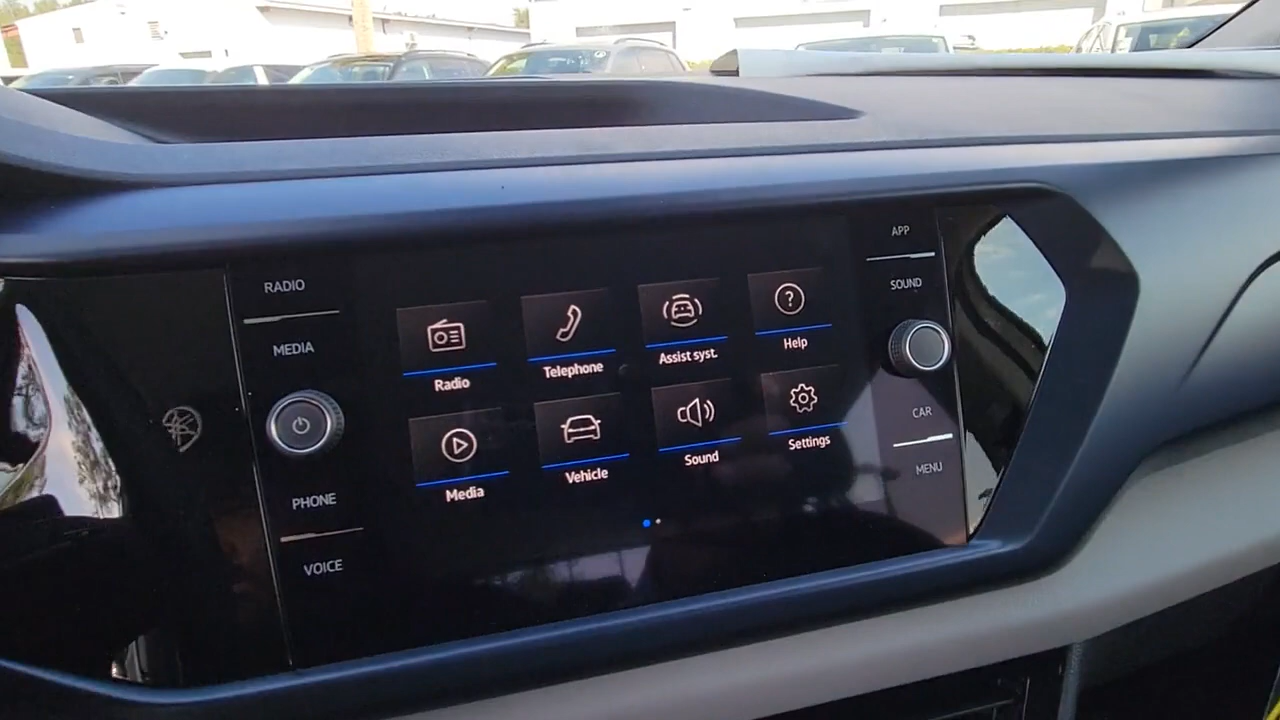 RADIO
MEDIA
PHONE
VOICE
Radio
Telephone
Assist syst.
Help
Media
Vehicle
Sound
Settings
APP
SOUND
CAR
MENU